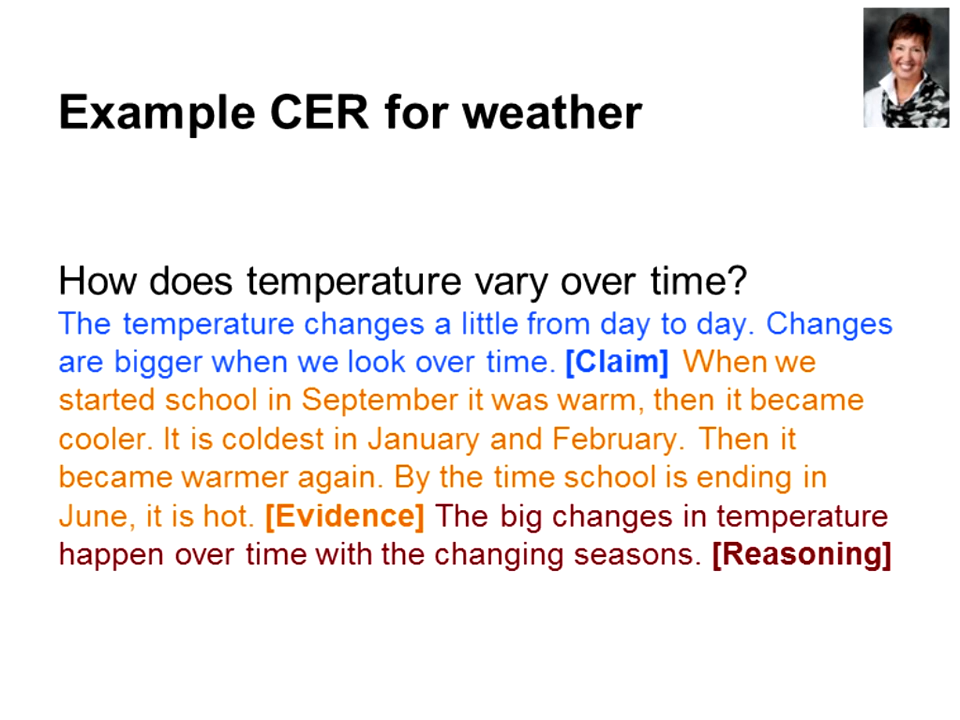 Example CER for weather
How does temperature vary over time?
The temperature changes a little from day to day. Changes
are bigger when we look over time. [Claim] When we
started school in September it was warm, then it became
cooler. It is coldest in January and February. Then it
became warmer again. By the time school is ending in
June, it is hot. [Evidence] The big changes in temperature
happen over time with the changing seasons. [Reasoning]